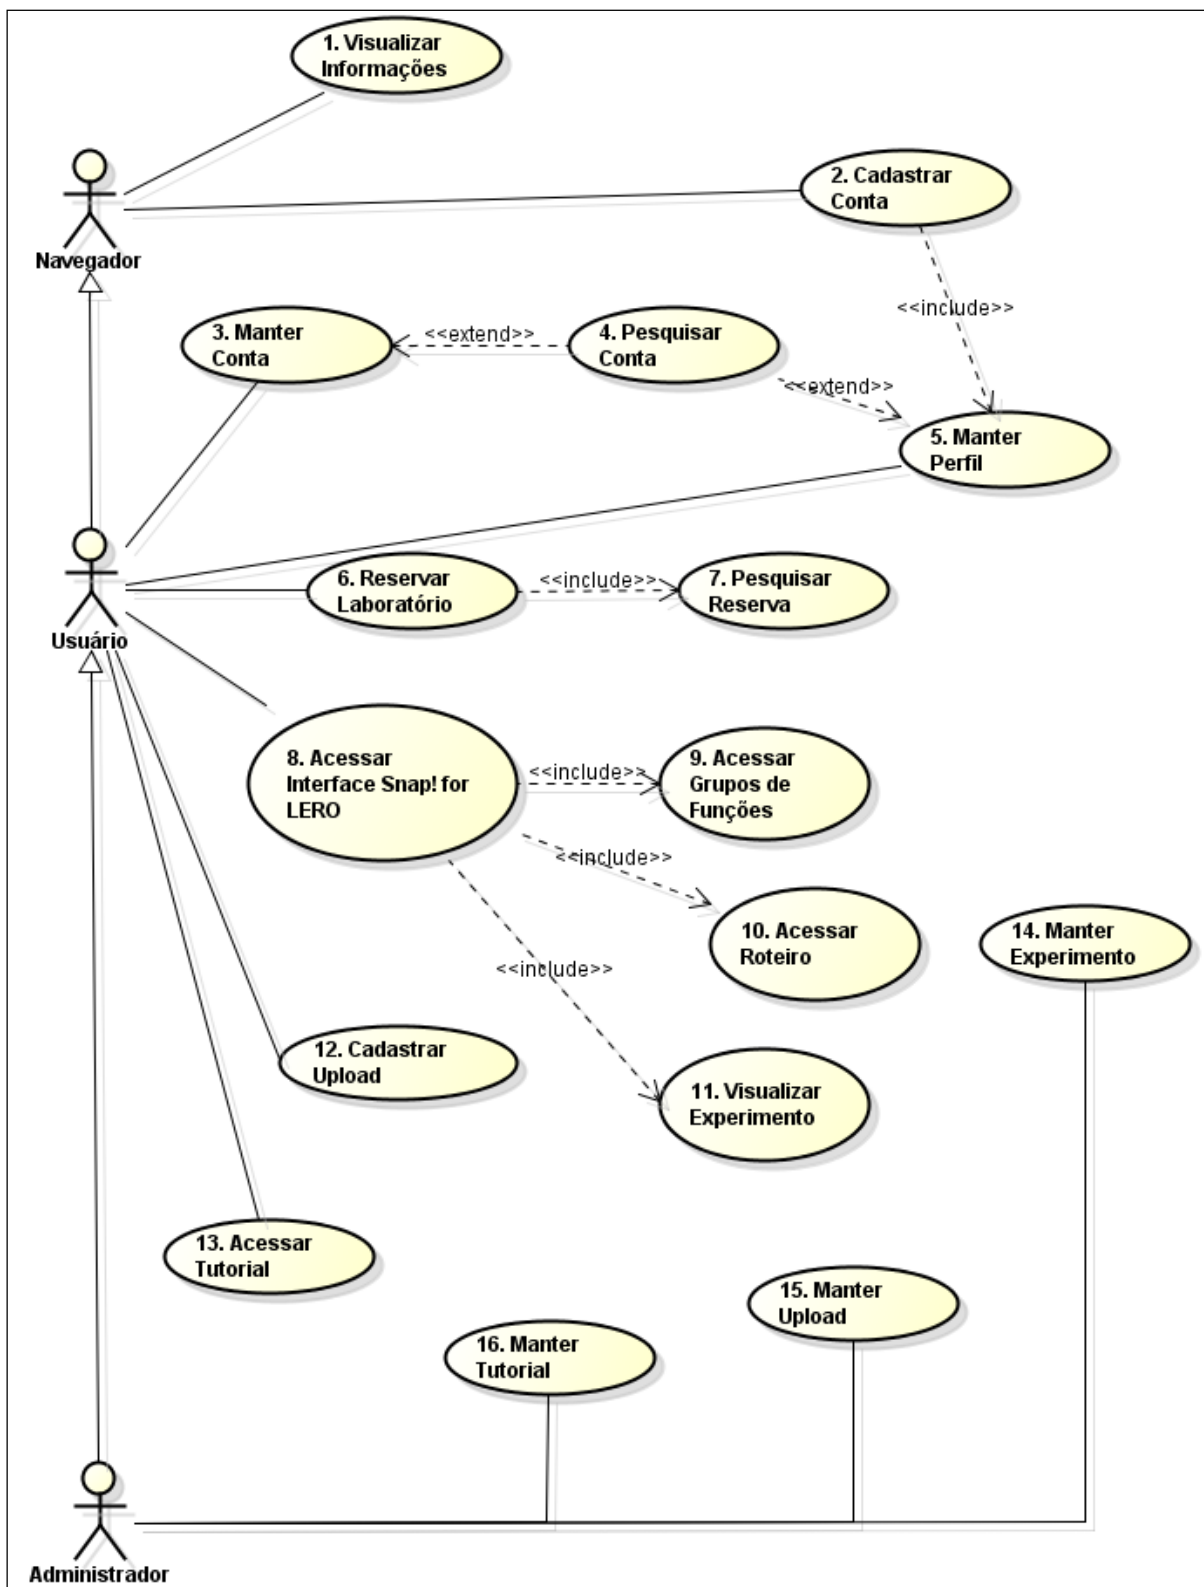 1. Visualizar
Informações
2. Cadastrar
Conta
Navegador
<<include>>
3. Manter
Conta
<<extend>>
4. Pesquisar
Conta
<<extend>>
5. Manter
Perfil
6. Reservar
Laboratório
<<include>>
7. Pesquisar
Reserva
Usuário
8. Acessar
Interface Snap! for
LERO
<<include>>
9. Acessar
Grupos de
Funções
<<include>>
10. Acessar
Roteiro
14. Manter
Experimento
<<include>>
12. Cadastrar
Upload
11. Visualizar
Experimento
13. Acessar
Tutorial
15. Manter
Upload
16. Manter
Tutorial
Administrador